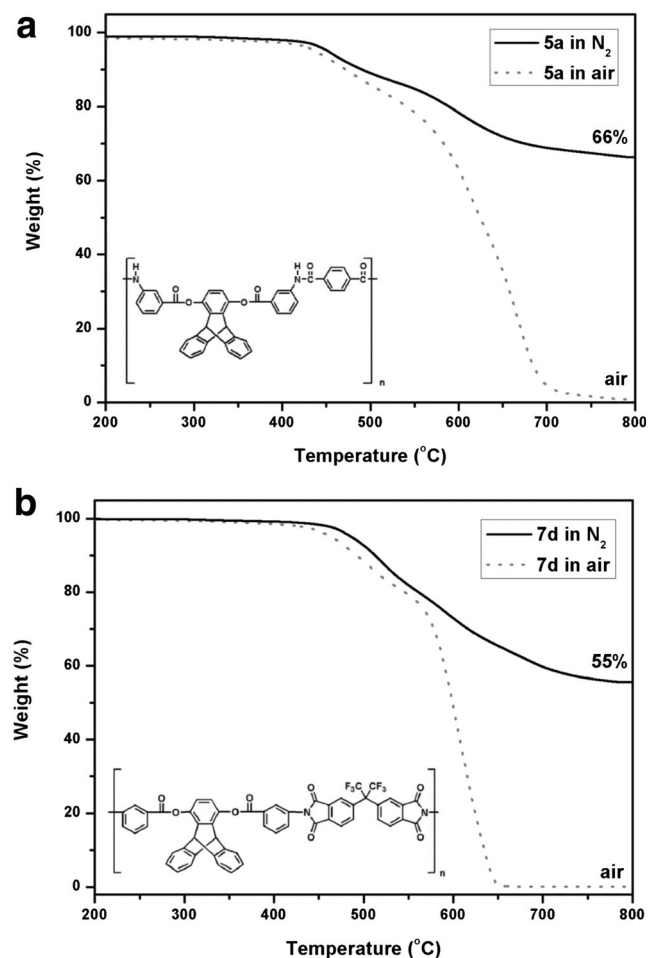 a
100
80
60
40
20
0
Weight (%)
5a in N2
5a in air
66%
air
H
N
O
C
O
O
O
C
H
N
O
C
O
C
n
200 300 400 500 600 700 800
Temperature (°C)
b
100
80
60
40
20
0
Weight (%)
7d in N2
7d in air
55%
air
O
C
O
O
O
C
O
N
O
F3C CF3
O
N
O
n
200 300 400 500 600 700 800
Temperature (°C)